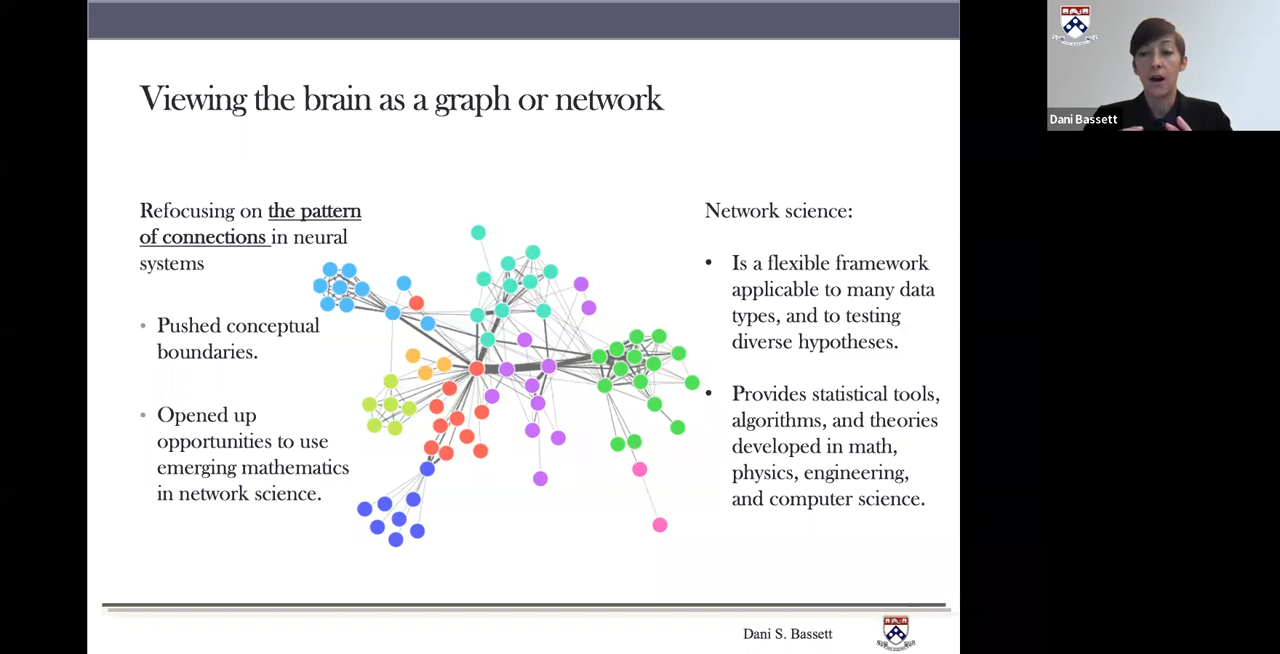 Viewing the brain as a graph or network
Refocusing on the pattern
of connections in neural
systems
• Pushed conceptual
boundaries.
• Opened up
opportunities to use
emerging mathematics
in network science.
Network science:
• Is a flexible framework
applicable to many data
types, and to testing
diverse hypotheses.
• Provides statistical tools,
algorithms, and theories
developed in math,
physics, engineering,
and computer science.
Dani S. Bassett
Dani Bassett